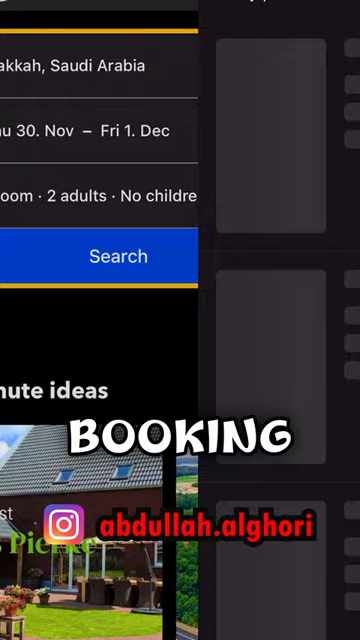 akkah, Saudi Arabia
u 30. Nov – Fri 1. Dec
oom · 2 adults · No childre
Search
nute ideas
BOOKING
st
abdullah.alghori